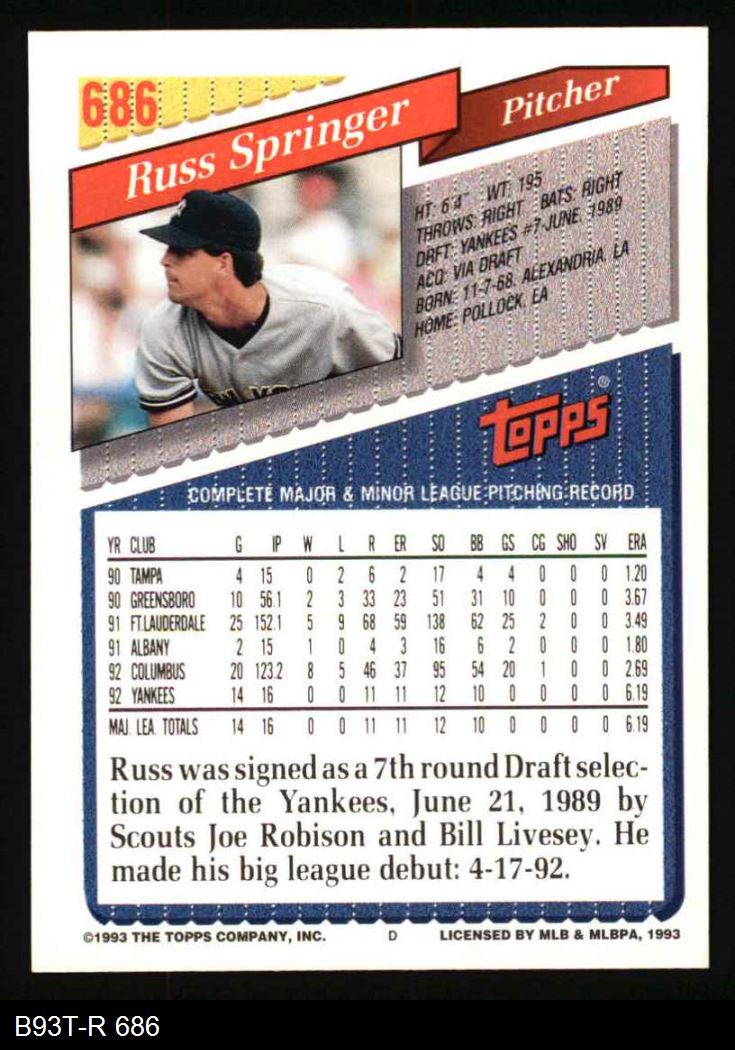 686
Russ Springer
Pitcher
HT: 6'4" WT: 195
THROWS: RIGHT BATS: RIGHT
DRFT: YANKEES #7-JUNE, 1989
ACQ: VIA DRAFT
BORN: 11-7-68, ALEXANDRIA, LA
HOME: POLLOCK, LA
topps®
COMPLETE MAJOR & MINOR LEAGUE PITCHING RECORD
YR CLUB G IP W L R ER SO BB GS CG SHO SV ERA
90 TAMPA 4 15 0 2 6 2 17 4 4 0 0 0 1.20
90 GREENSBORO 10 56.1 2 3 33 23 51 31 10 0 0 0 3.67
91 FT.LAUDERDALE 25 152.1 5 9 68 59 138 62 25 2 0 0 3.49
91 ALBANY 2 15 1 0 4 3 16 6 2 0 0 0 1.80
92 COLUMBUS 20 123.2 8 5 46 37 95 54 20 1 0 0 2.69
92 YANKEES 14 16 0 0 11 11 12 10 0 0 0 0 6.19
MAJ. LEA. TOTALS 14 16 0 0 11 11 12 10 0 0 0 0 6.19
Russ was signed as a 7th round Draft selec-
tion of the Yankees, June 21, 1989 by
Scouts Joe Robison and Bill Livesey. He
made his big league debut: 4-17-92.
©1993 THE TOPPS COMPANY, INC. D LICENSED BY MLB & MLBPA, 1993
B93T-R 686